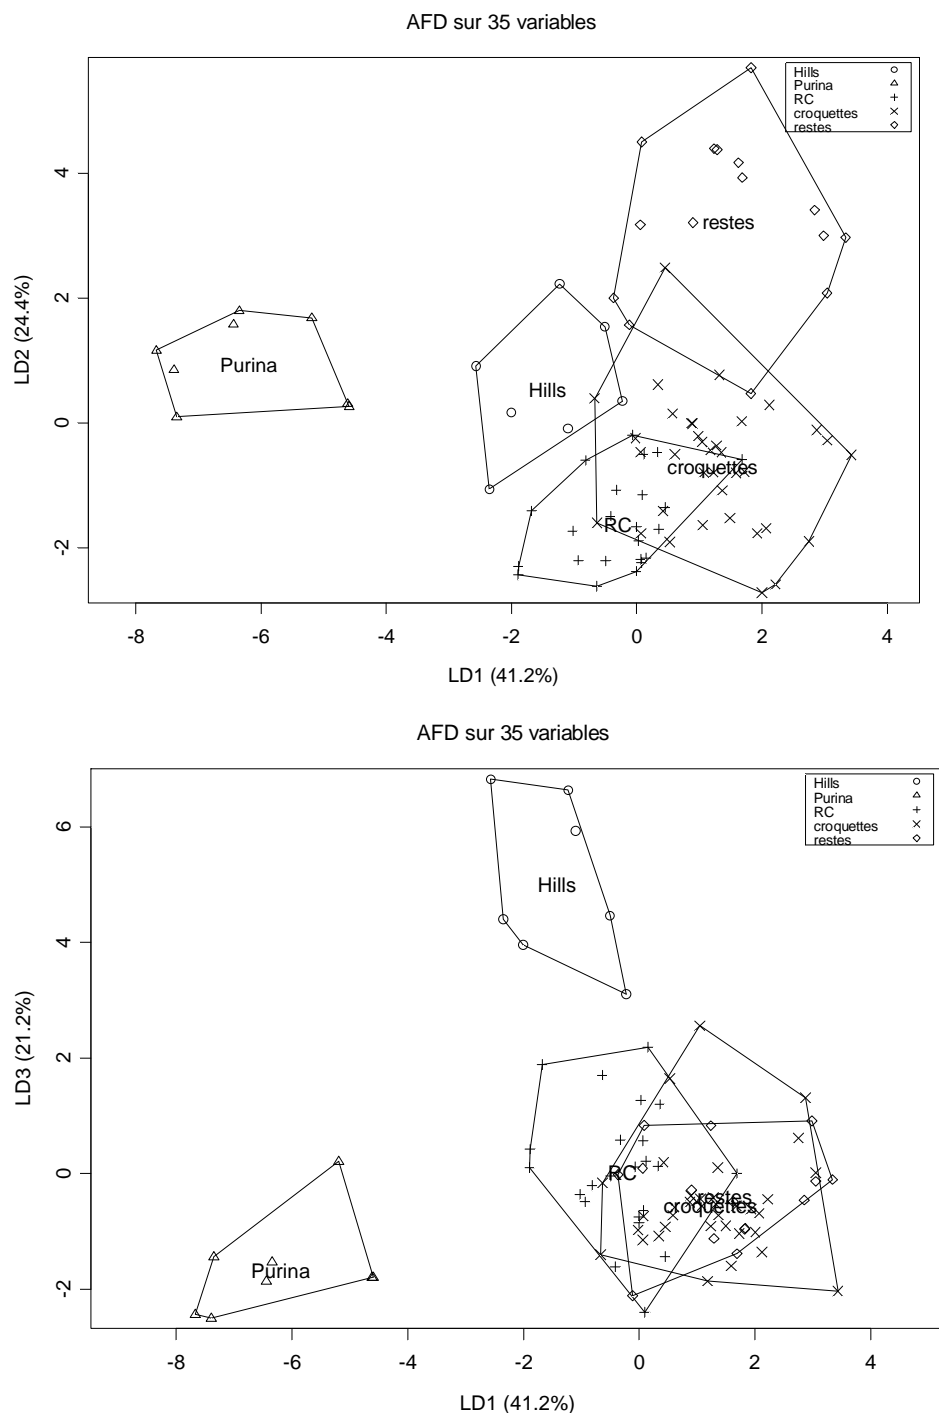 AFD sur 35 variables
Hills
Purina
RC
croquettes
restes
4
2
0
-2
LD2 (24.4%)
restes
Purina
Hills
croquettes
RC
-8 -6 -4 -2 0 2 4
LD1 (41.2%)
AFD sur 35 variables
Hills
Purina
RC
croquettes
restes
6
4
2
0
-2
LD3 (21.2%)
Hills
RC
restes
croquettes
Purina
-8 -6 -4 -2 0 2 4
LD1 (41.2%)